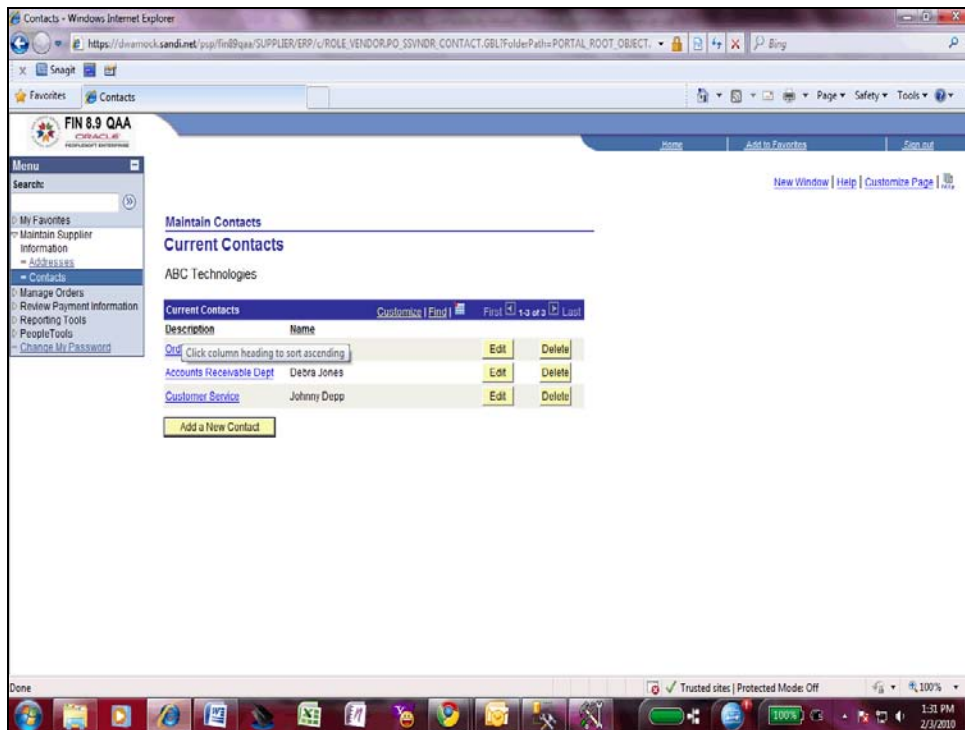 Contacts - Windows Internet Explorer
https://dwamock.sandi.net/psp/fin89qaa/SUPPLIER/ERP/c/ROLE_VENDOR.PO_SSVNDR_CONTACT.GBL?FolderPath=PORTAL_ROOT_OBJECT. Bing
x Snagit
Favorites Contacts Page Safety Tools
FIN 8.9 QAA
ORACLE
PEOPLESOFT ENTERPRISE
Home Add to Favorites Sign out
Menu
New Window | Help | Customize Page |
Search:
My Favorites
Maintain Supplier
Information
- Addresses
- Contacts
Manage Orders
Review Payment Information
Reporting Tools
PeopleTools
- Change My Password
Maintain Contacts
Current Contacts
ABC Technologies
Current Contacts Customize | Find | First 1-3 of 3 Last
Description Name
Ord Click column heading to sort ascending Edit Delete
Accounts Receivable Dept Debra Jones Edit Delete
Customer Service Johnny Depp Edit Delete
Add a New Contact
Done Trusted sites | Protected Mode: Off 100%
100% 1:31 PM
2/3/2010